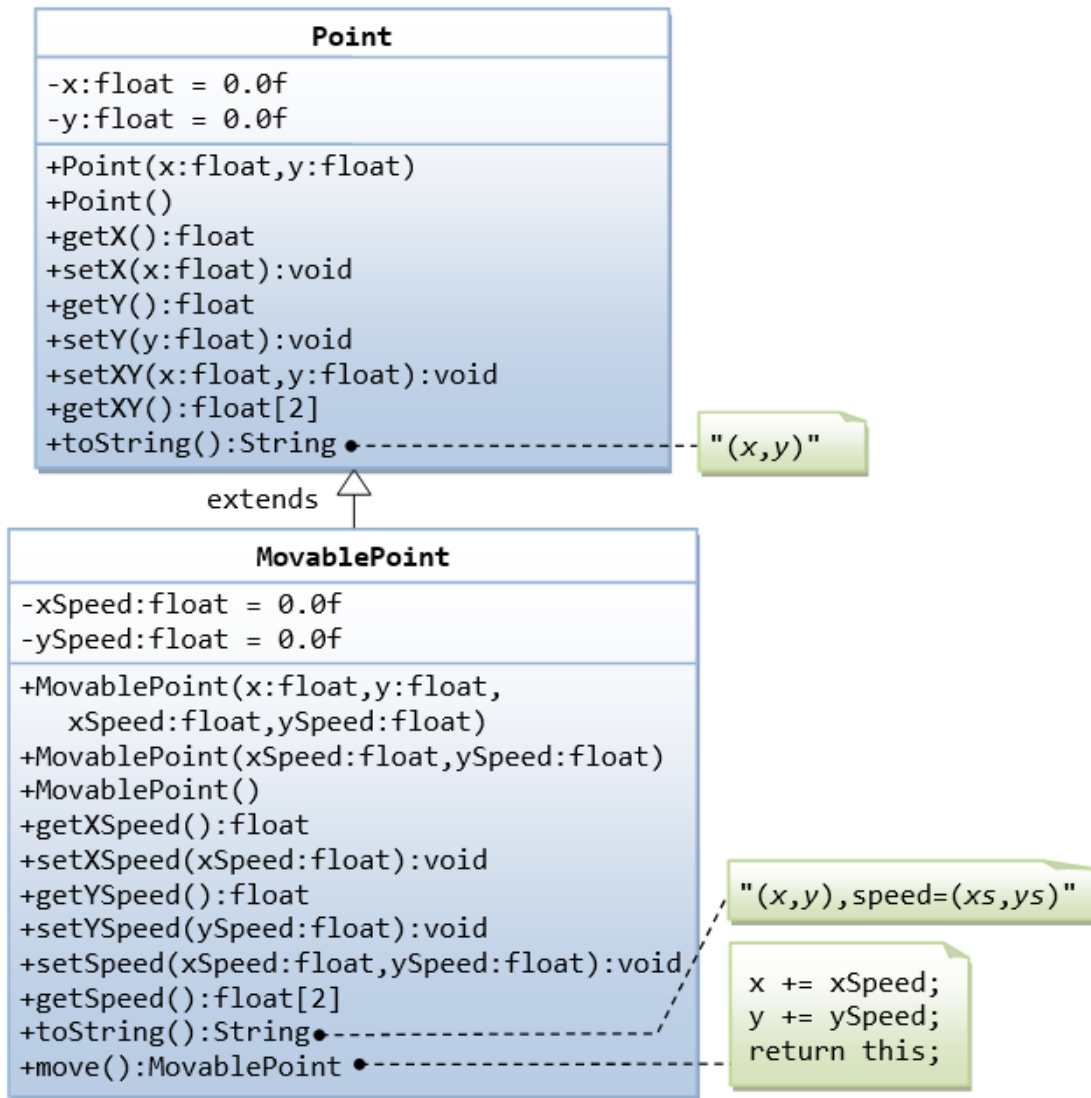 Point
-x:float = 0.0f
-y:float = 0.0f
+Point(x:float,y:float)
+Point()
+getX():float
+setX(x:float):void
+getY():float
+setY(y:float):void
+setXY(x:float,y:float):void
+getXY():float[2]
+toString():String
"(x,y)"
extends
MovablePoint
-xSpeed:float = 0.0f
-ySpeed:float = 0.0f
+MovablePoint(x:float,y:float,
xSpeed:float,ySpeed:float)
+MovablePoint(xSpeed:float,ySpeed:float)
+MovablePoint()
+getXSpeed():float
+setXSpeed(xSpeed:float):void
+getYSpeed():float
+setYSpeed(ySpeed:float):void
+setSpeed(xSpeed:float,ySpeed:float):void
+getSpeed():float[2]
+toString():String
+move():MovablePoint
"(x,y),speed=(xs,ys)"
x += xSpeed;
y += ySpeed;
return this;